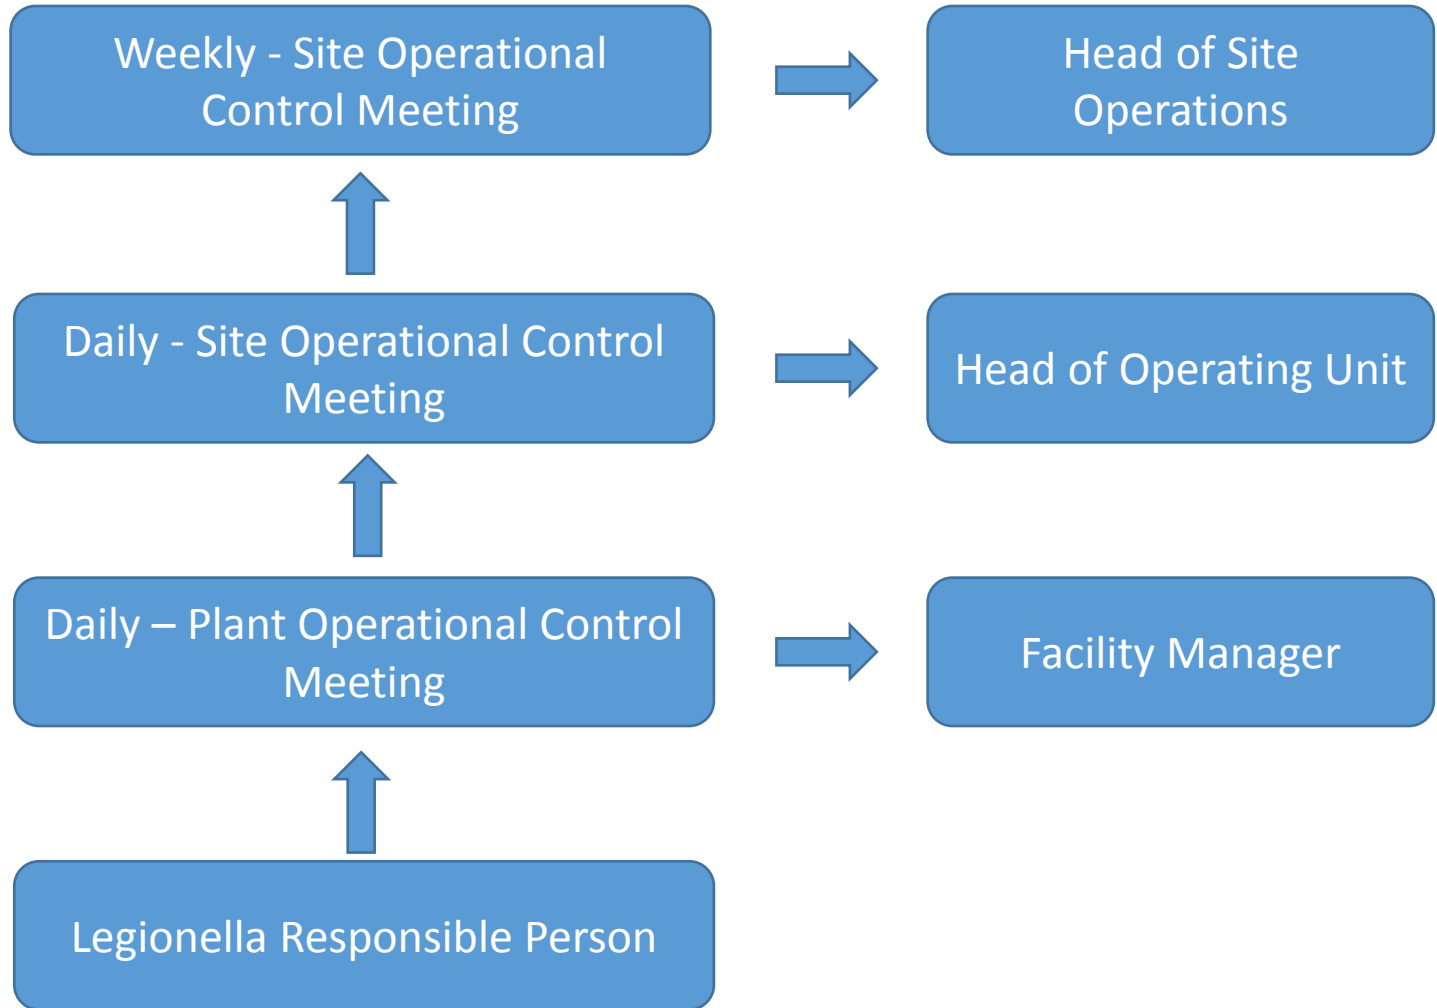 Weekly - Site Operational
Control Meeting
Head of Site
Operations
Daily - Site Operational Control
Meeting
Head of Operating Unit
Daily – Plant Operational Control
Meeting
Facility Manager
Legionella Responsible Person